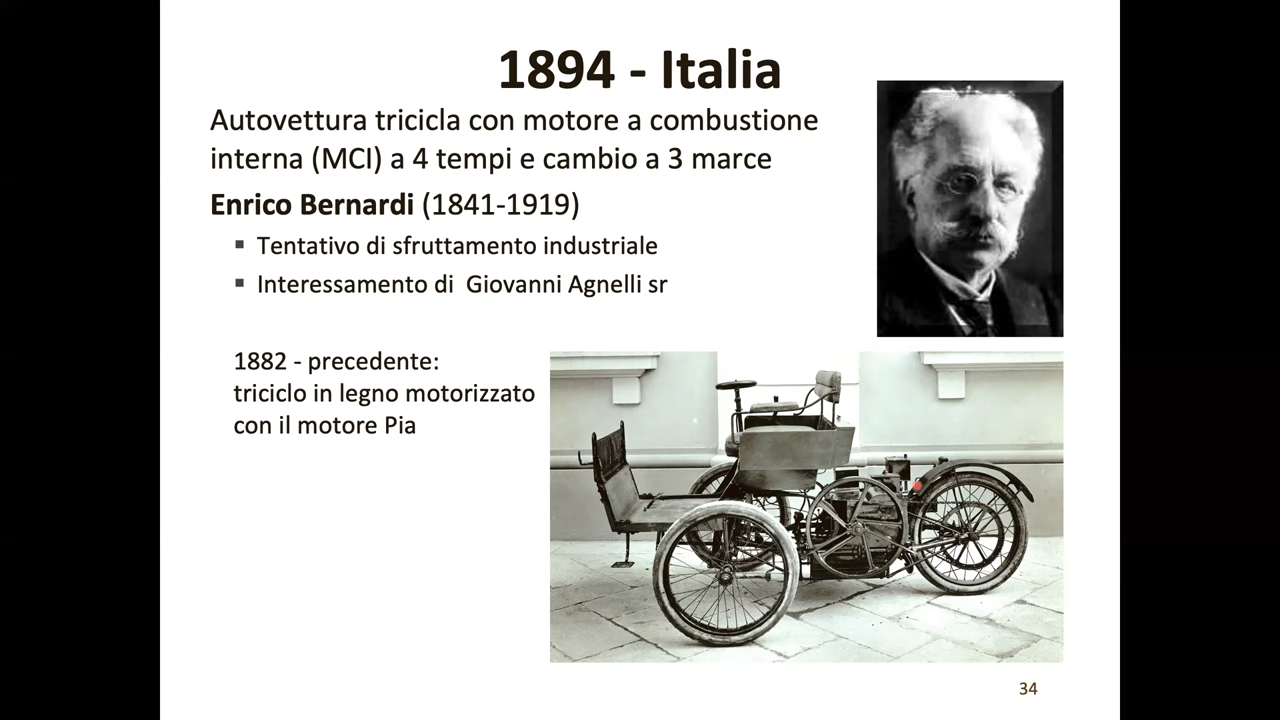 1894 - Italia
Autovettura tricicla con motore a combustione
interna (MCI) a 4 tempi e cambio a 3 marce
Enrico Bernardi (1841-1919)
▪ Tentativo di sfruttamento industriale
▪ Interessamento di  Giovanni Agnelli sr
1882 - precedente:
triciclo in legno motorizzato
con il motore Pia
34